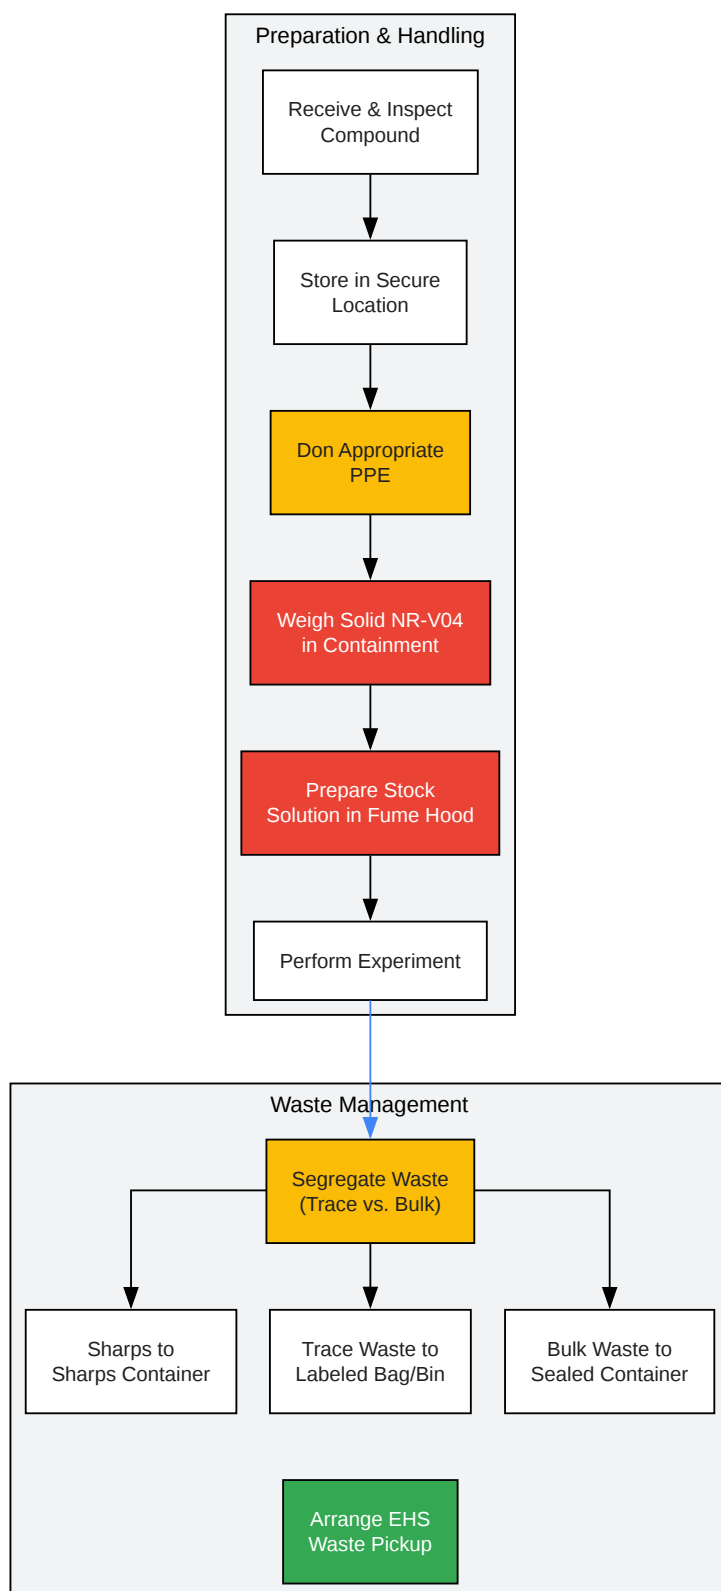 Preparation & Handling
Receive & Inspect
Compound
Store in Secure
Location
Don Appropriate
PPE
Weigh Solid NR-V04
in Containment
Prepare Stock
Solution in Fume Hood
Perform Experiment
Waste Management
Segregate Waste
(Trace vs. Bulk)
Sharps to
Sharps Container
Trace Waste to
Labeled Bag/Bin
Bulk Waste to
Sealed Container
Arrange EHS
Waste Pickup